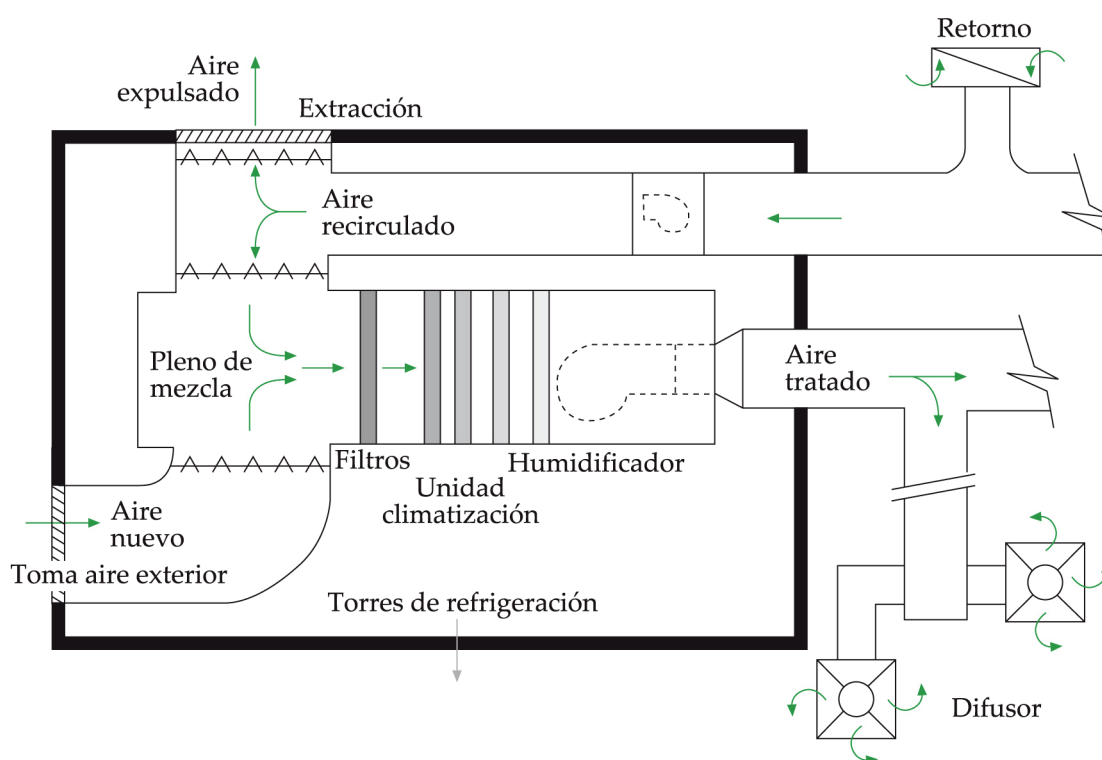 Retorno
Aire
expulsado
Extracción
Aire
recirculado
Pleno de
mezcla
Aire
tratado
Filtros
Humidificador
Unidad
climatización
Aire
nuevo
Toma aire exterior
Torres de refrigeración
Difusor